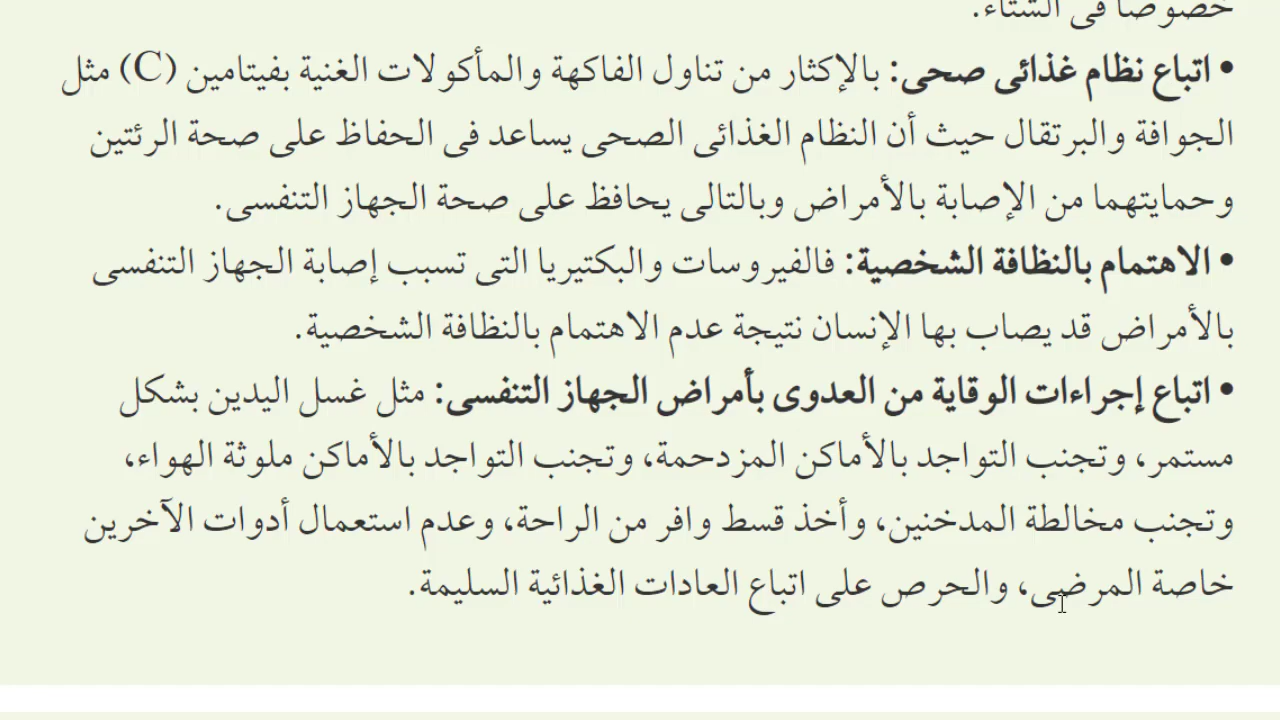 خصوصًا فى الشتاء.
• اتباع نظام غذائى صحى: بالإكثار من تناول الفاكهة والمأكولات الغنية بفيتامين (C) مثل
الجوافة والبرتقال حيث أن النظام الغذائى الصحى يساعد فى الحفاظ على صحة الرئتين
وحمايتهما من الإصابة بالأمراض وبالتالى يحافظ على صحة الجهاز التنفسى.
• الاهتمام بالنظافة الشخصية: فالفيروسات والبكتيريا التى تسبب إصابة الجهاز التنفسى
بالأمراض قد يصاب بها الإنسان نتيجة عدم الاهتمام بالنظافة الشخصية.
• اتباع إجراءات الوقاية من العدوى بأمراض الجهاز التنفسى: مثل غسل اليدين بشكل
مستمر، وتجنب التواجد بالأماكن المزدحمة، وتجنب التواجد بالأماكن ملوثة الهواء،
وتجنب مخالطة المدخنين، وأخذ قسط وافر من الراحة، وعدم استعمال أدوات الآخرين
خاصة المرضى، والحرص على اتباع العادات الغذائية السليمة.